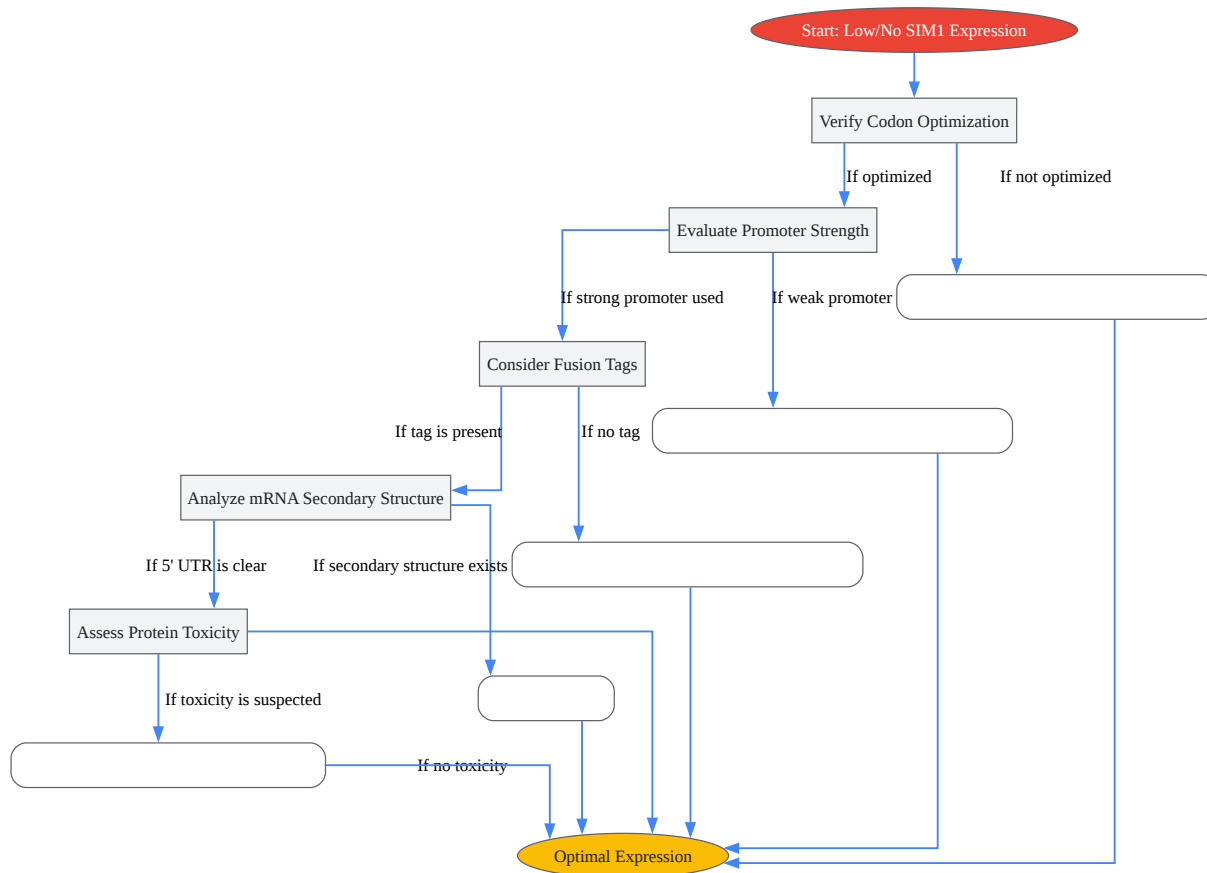 Start: Low/No SIM1 Expression
Verify Codon Optimization
If optimized
If not optimized
Evaluate Promoter Strength
If strong promoter used
If weak promoter
Consider Fusion Tags
If tag is present
If no tag
Analyze mRNA Secondary Structure
If 5' UTR is clear
If secondary structure exists
Assess Protein Toxicity
If toxicity is suspected
If no toxicity
Optimal Expression